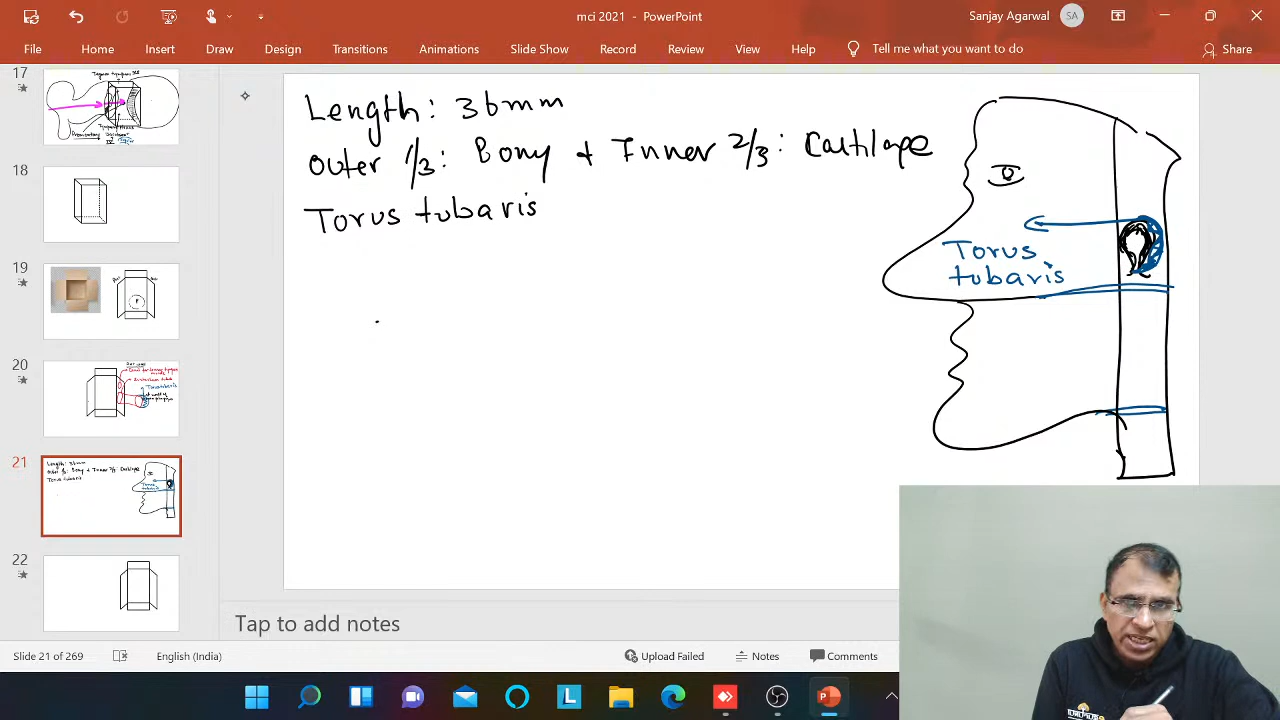 mci 2021 - PowerPoint
Sanjay Agarwal
SA
File Home Insert Draw Design Transitions Animations Slide Show Record Review View Help Tell me what you want to do Share
17
18
19
20
21
22
Length: 36mm
Outer 1/3: Bony + Inner 2/3: Cartilage
Torus tubaris
Torus
tubaris
Tap to add notes
Slide 21 of 269
English (India)
Upload Failed
Notes
Comments